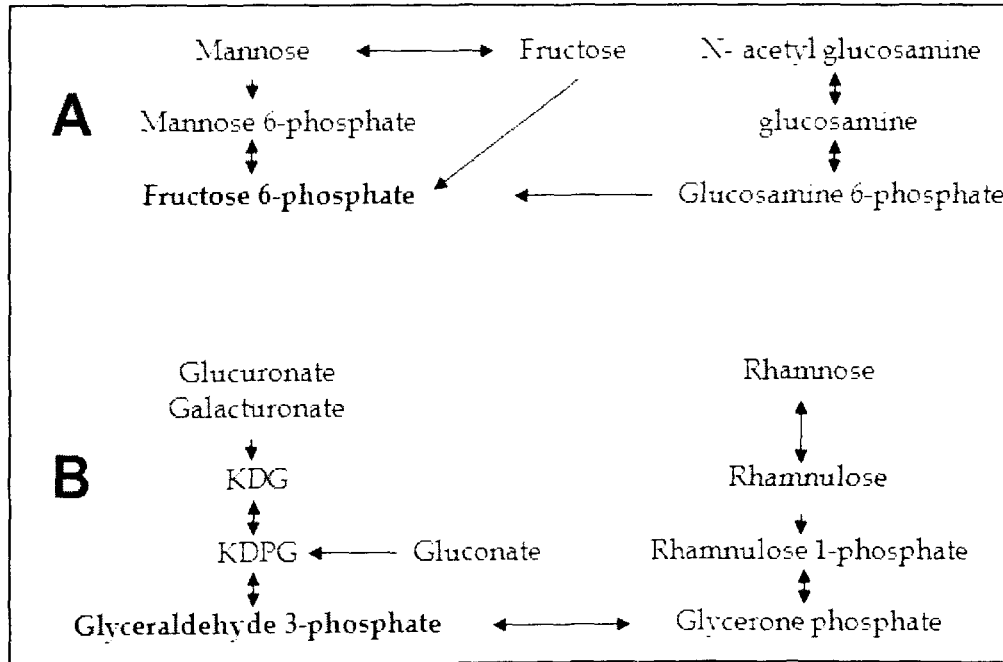 A
Mannose Fructose N- acetyl glucosamine
Mannose 6-phosphate glucosamine
Fructose 6-phosphate Glucosamine 6-phosphate
B
Glucuronate Rhamnose
Galacturonate
KDG Rhamnulose
KDPG Gluconate Rhamnulose 1-phosphate
Glyceraldehyde 3-phosphate Glycerone phosphate